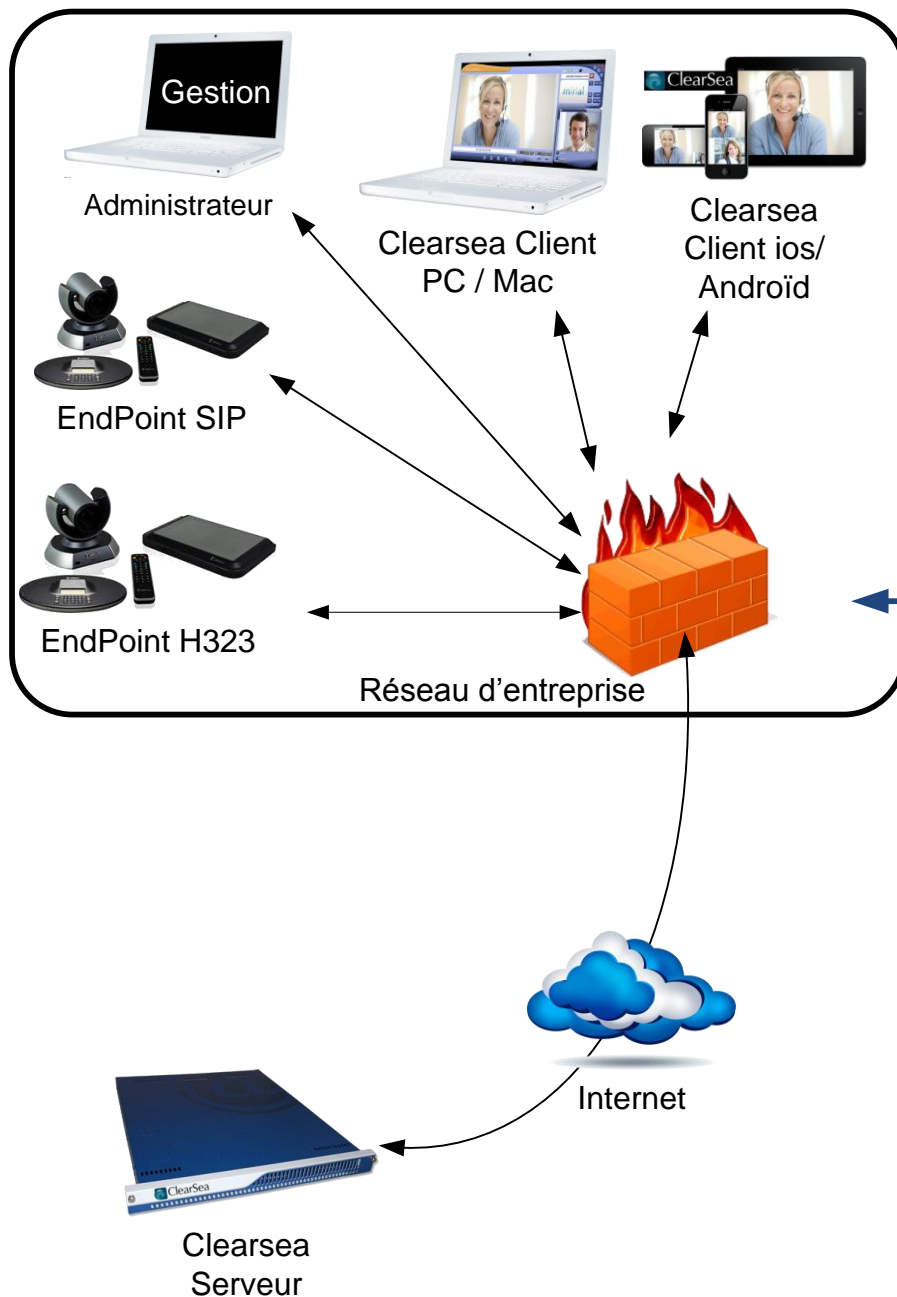 Gestion
ClearSea
mirial
Administrateur
Clearsea Client
PC / Mac
Clearsea
Client ios/
Androïd
EndPoint SIP
EndPoint H323
Réseau d’entreprise
Internet
ClearSea
Clearsea
Serveur